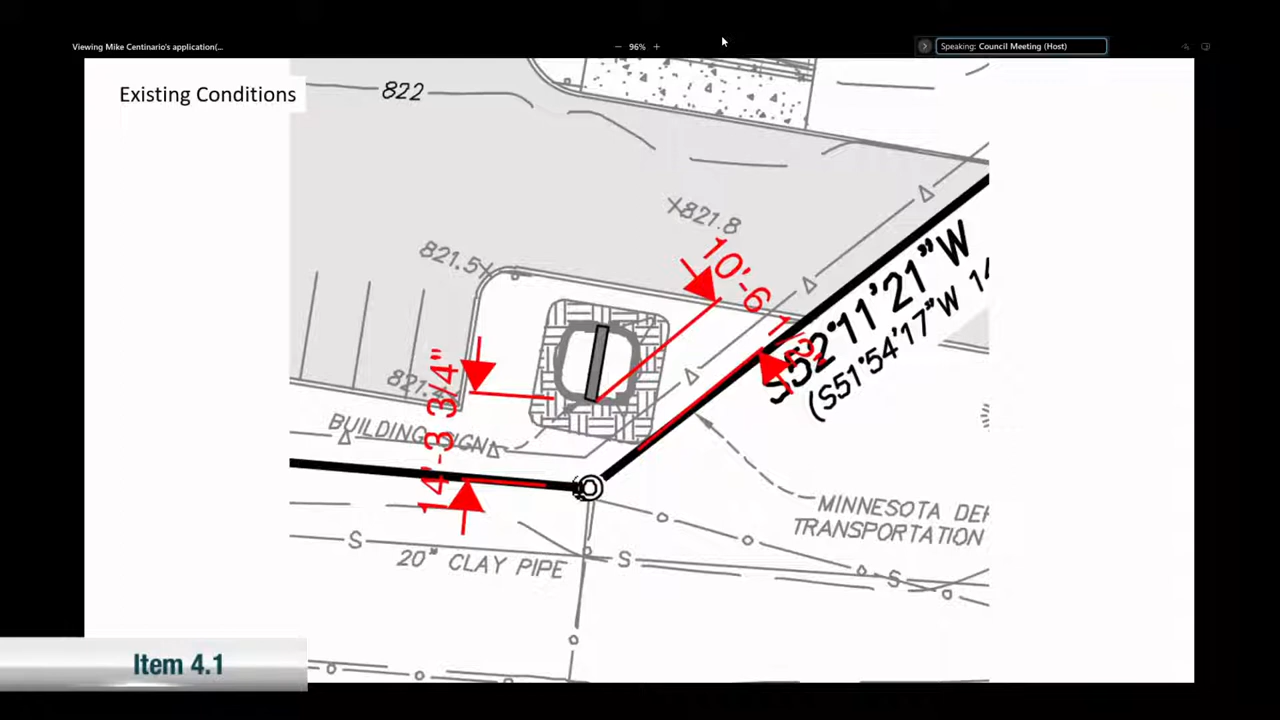 Viewing Mike Centinario's application(...
96%
Speaking: Council Meeting (Host)
Existing Conditions
822
821.8
821.5
10'-6
S52°11'21"W
(S51°54'17"W
14'-3 3/4"
BUILDING SIGN
MINNESOTA DEP
TRANSPORTATION
S
20" CLAY PIPE
S
S
Item 4.1